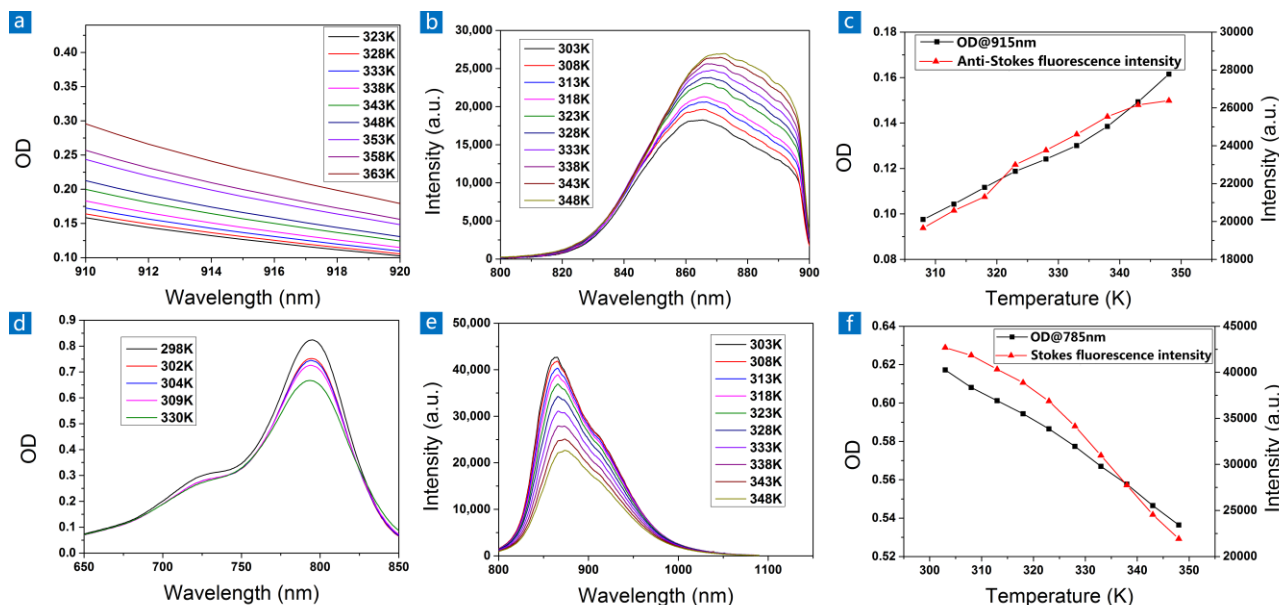 a
OD
0.40
0.35
0.30
0.25
0.20
0.15
0.10
910 912 914 916 918 920
Wavelength (nm)
323K
328K
333K
338K
343K
348K
353K
358K
363K
b
Intensity (a.u.)
30,000
25,000
20,000
15,000
10,000
5,000
0
800 820 840 860 880 900
Wavelength (nm)
303K
308K
313K
318K
323K
328K
333K
338K
343K
348K
c
OD
0.18
0.16
0.14
0.12
0.10
0.08
310 320 330 340 350
Temperature (K)
OD@915nm
Anti-Stokes fluorescence intensity
30000
28000
26000
24000
22000
20000
18000
Intensity (a.u.)
d
OD
0.9
0.8
0.7
0.6
0.5
0.4
0.3
0.2
0.1
0.0
650 700 750 800 850
Wavelength (nm)
298K
302K
304K
309K
330K
e
Intensity (a.u.)
50,000
40,000
30,000
20,000
10,000
0
800 900 1000 1100
Wavelength (nm)
303K
308K
313K
318K
323K
328K
333K
338K
343K
348K
f
OD
0.64
0.62
0.60
0.58
0.56
0.54
0.52
300 310 320 330 340 350
Temperature (K)
OD@785nm
Stokes fluorescence intensity
45000
40000
35000
30000
25000
20000
Intensity (a.u.)